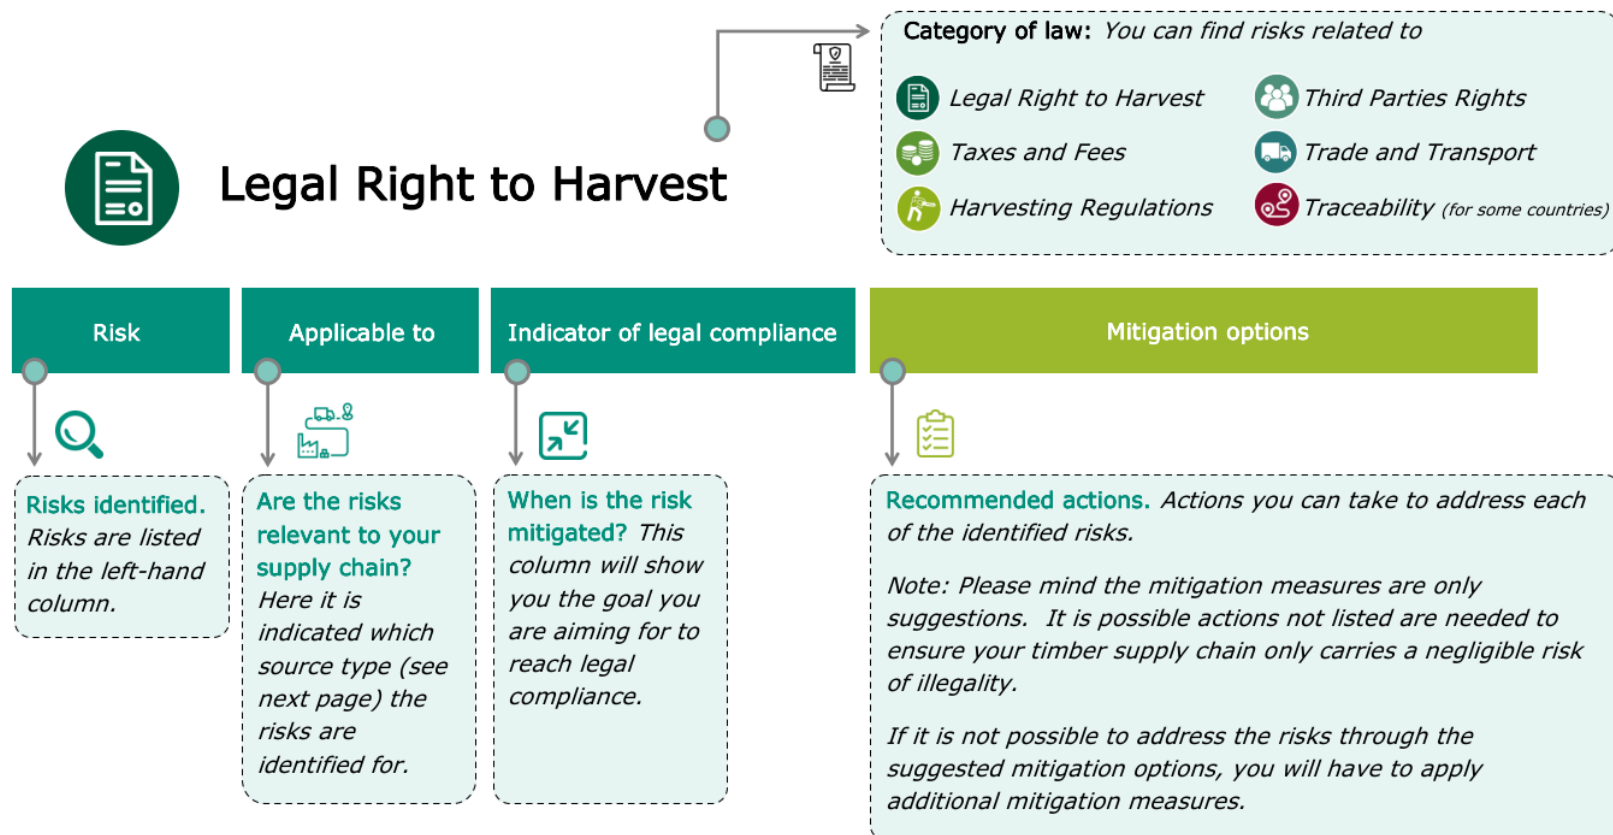 Category of law: You can find risks related to
Legal Right to Harvest
Third Parties Rights
Taxes and Fees
Trade and Transport
Harvesting Regulations
Traceability (for some countries)
Legal Right to Harvest
Risk
Applicable to
Indicator of legal compliance
Mitigation options
Risks identified.
Risks are listed
in the left-hand
column.
Are the risks
relevant to your
supply chain?
Here it is
indicated which
source type (see
next page) the
risks are
identified for.
When is the risk
mitigated? This
column will show
you the goal you
are aiming for to
reach legal
compliance.
Recommended actions. Actions you can take to address each
of the identified risks.
Note: Please mind the mitigation measures are only
suggestions.  It is possible actions not listed are needed to
ensure your timber supply chain only carries a negligible risk
of illegality.
If it is not possible to address the risks through the
suggested mitigation options, you will have to apply
additional mitigation measures.